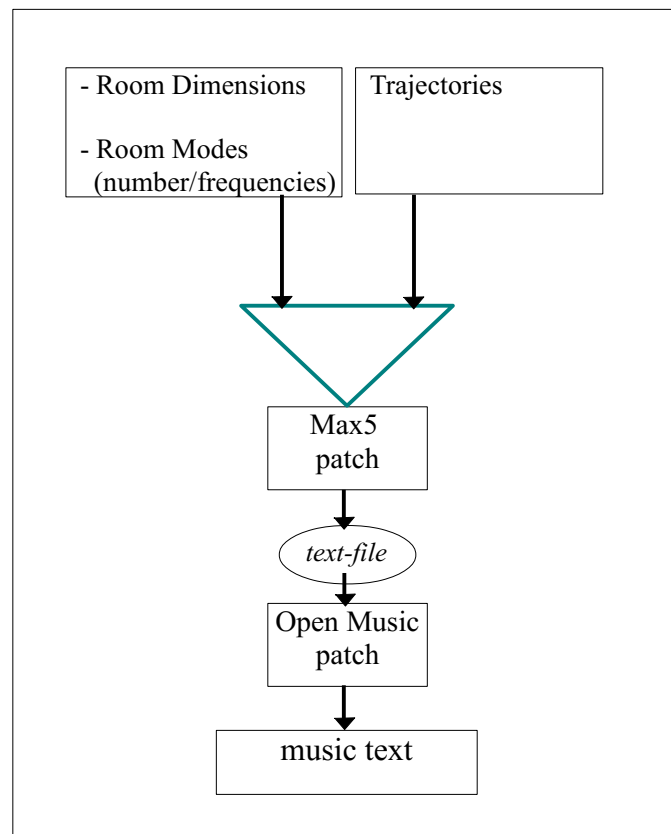 - Room Dimensions
- Room Modes
(number/frequencies)
Trajectories
Max5
patch
text-file
Open Music
patch
music text